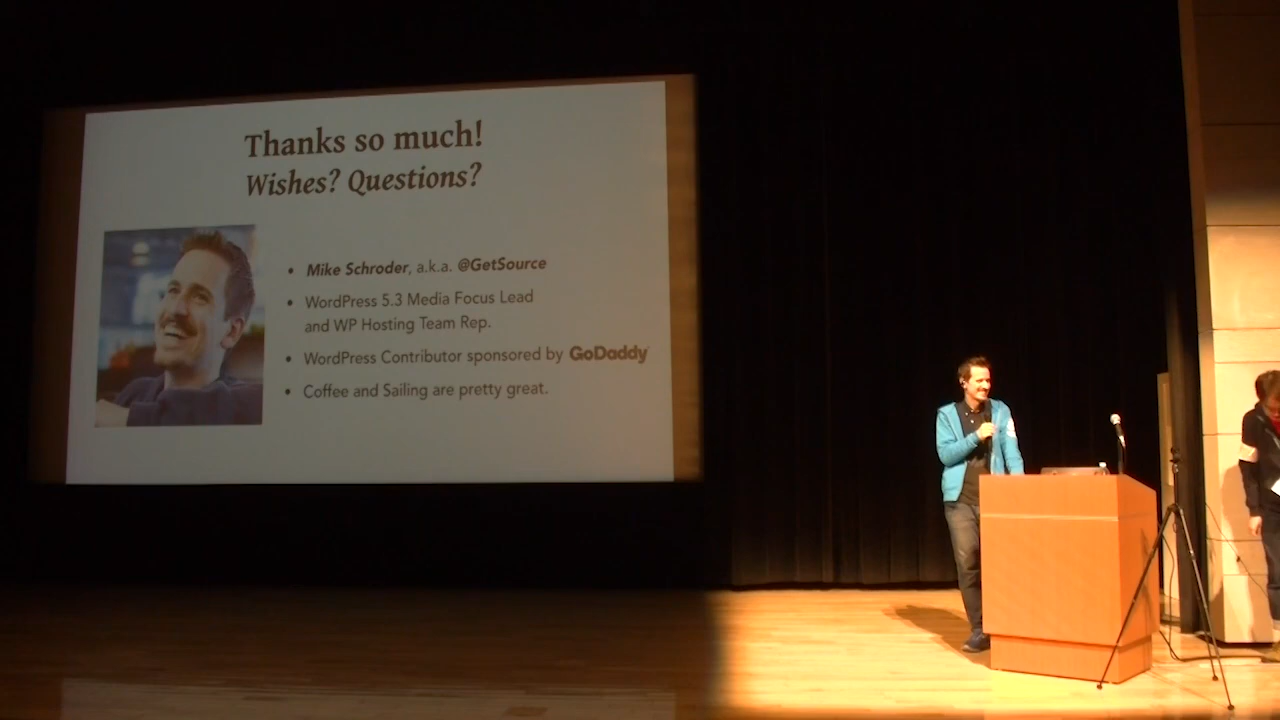 Thanks so much!
Wishes? Questions?
• Mike Schroder, a.k.a. @GetSource
• WordPress 5.3 Media Focus Lead
and WP Hosting Team Rep.
• WordPress Contributor sponsored by GoDaddy
• Coffee and Sailing are pretty great.